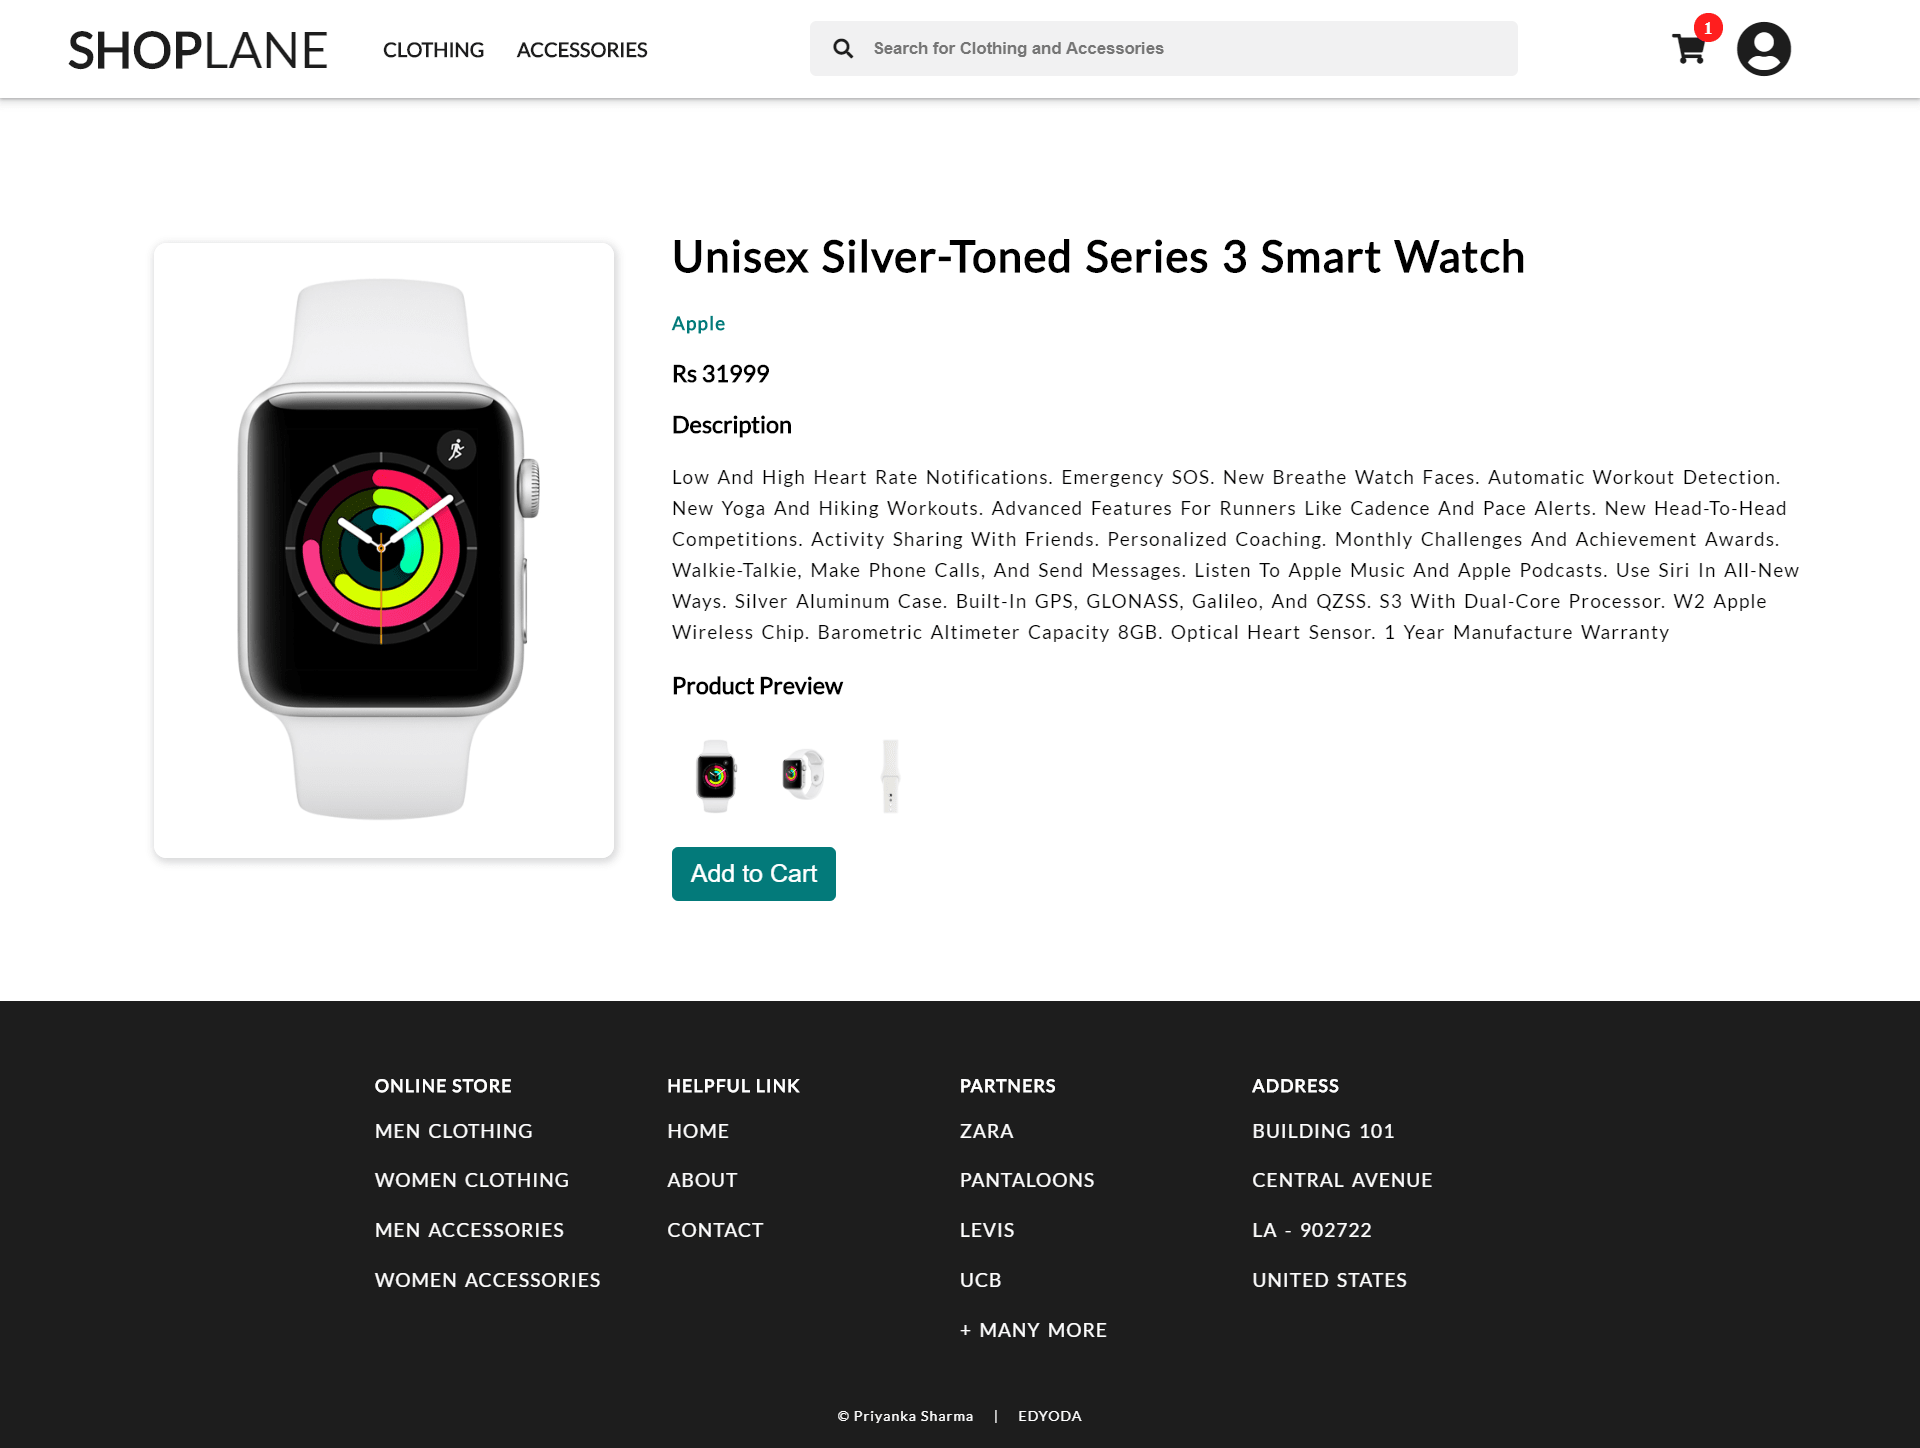 SHOPLANE
CLOTHING
ACCESSORIES
Search for Clothing and Accessories
1
Unisex Silver-Toned Series 3 Smart Watch
Apple
Rs 31999
Description
Low And High Heart Rate Notifications. Emergency SOS. New Breathe Watch Faces. Automatic Workout Detection.
New Yoga And Hiking Workouts. Advanced Features For Runners Like Cadence And Pace Alerts. New Head-To-Head
Competitions. Activity Sharing With Friends. Personalized Coaching. Monthly Challenges And Achievement Awards.
Walkie-Talkie, Make Phone Calls, And Send Messages. Listen To Apple Music And Apple Podcasts. Use Siri In All-New
Ways. Silver Aluminum Case. Built-In GPS, GLONASS, Galileo, And QZSS. S3 With Dual-Core Processor. W2 Apple
Wireless Chip. Barometric Altimeter Capacity 8GB. Optical Heart Sensor. 1 Year Manufacture Warranty
Product Preview
Add to Cart
ONLINE STORE
MEN CLOTHING
WOMEN CLOTHING
MEN ACCESSORIES
WOMEN ACCESSORIES
HELPFUL LINK
HOME
ABOUT
CONTACT
PARTNERS
ZARA
PANTALOONS
LEVIS
UCB
+ MANY MORE
ADDRESS
BUILDING 101
CENTRAL AVENUE
LA - 902722
UNITED STATES
© Priyanka Sharma | EDYODA